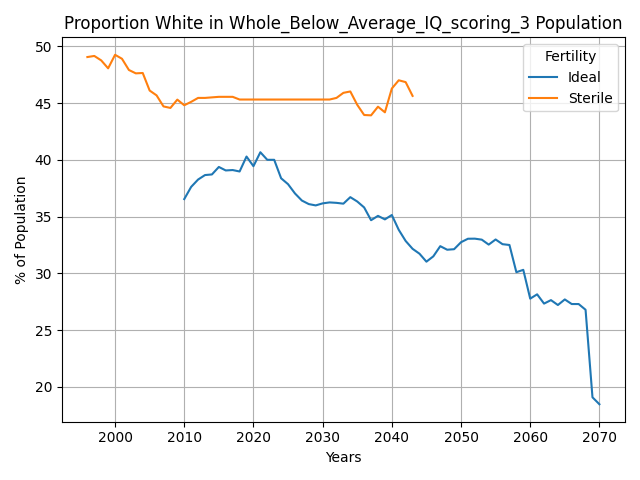 Proportion White in Whole_Below_Average_IQ_scoring_3 Population
50
45
40
35
30
25
20
% of Population
Fertility
Ideal
Sterile
2000
2010
2020
2030
2040
2050
2060
2070
Years